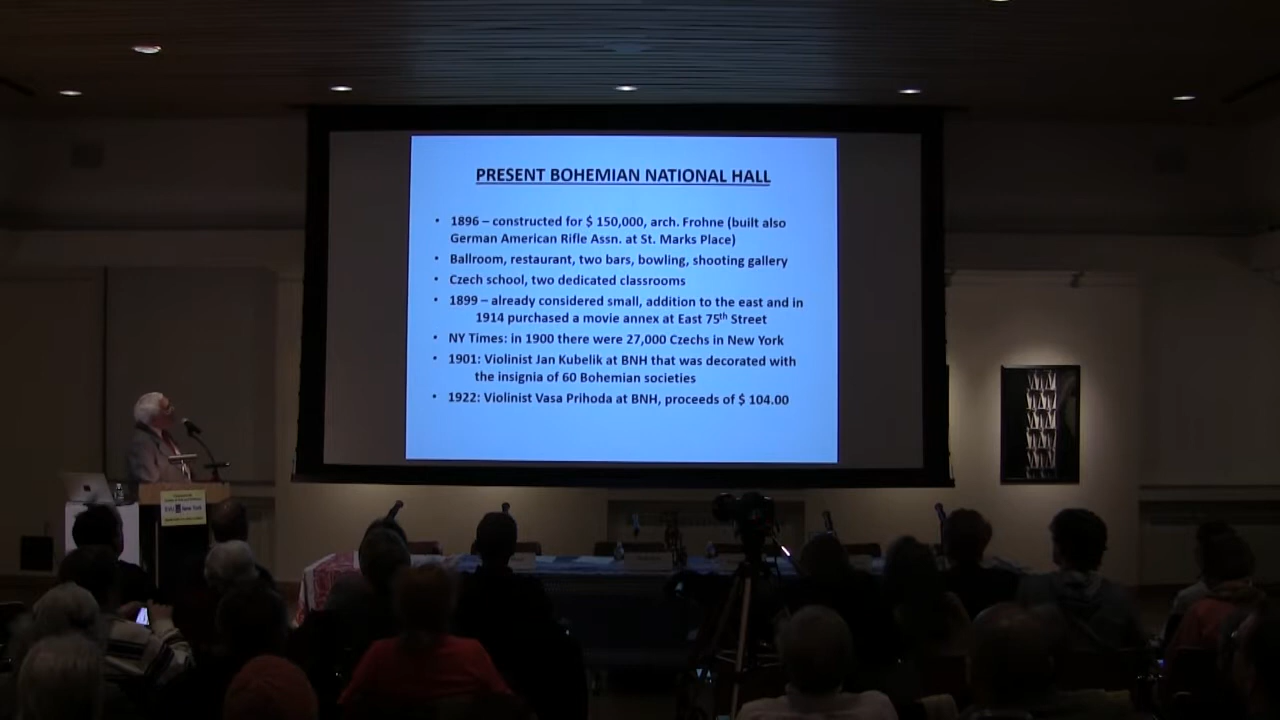 PRESENT BOHEMIAN NATIONAL HALL
• 1896 – constructed for $ 150,000, arch. Frohne (built also
German American Rifle Assn. at St. Marks Place)
• Ballroom, restaurant, two bars, bowling, shooting gallery
• Czech school, two dedicated classrooms
• 1899 – already considered small, addition to the east and in
1914 purchased a movie annex at East 75th Street
• NY Times: in 1900 there were 27,000 Czechs in New York
• 1901: Violinist Jan Kubelik at BNH that was decorated with
the insignia of 60 Bohemian societies
• 1922: Violinist Vasa Prihoda at BNH, proceeds of $ 104.00
New York